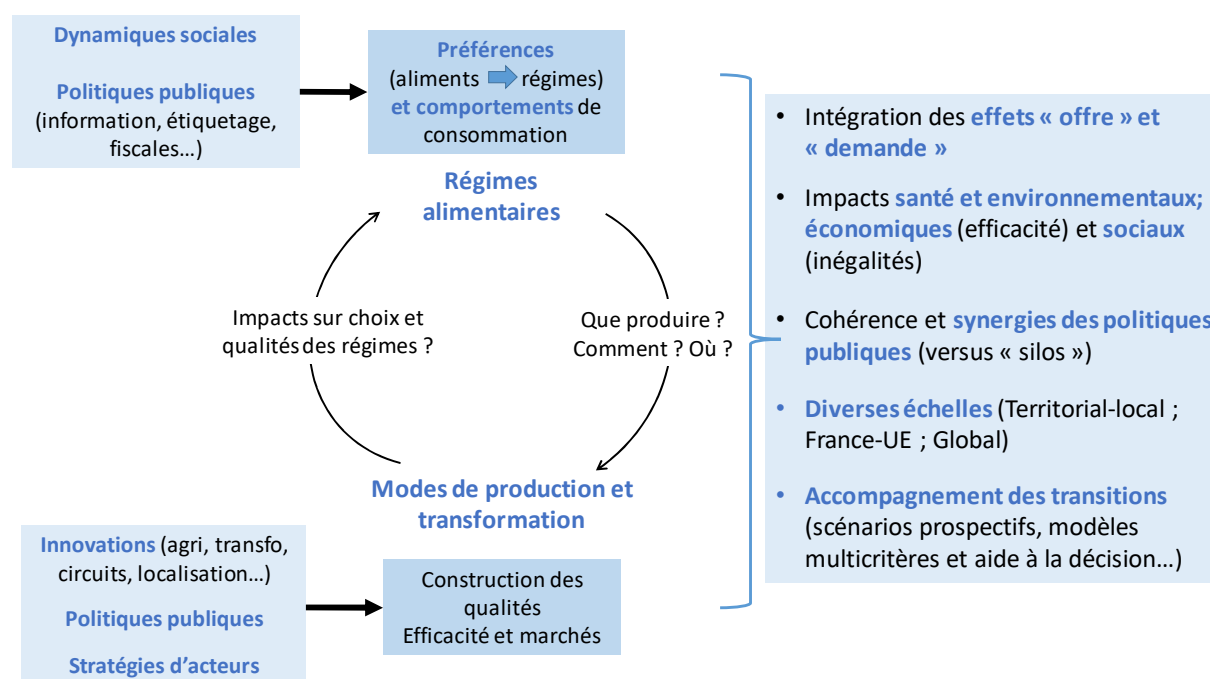 Dynamiques sociales
Politiques publiques
(information, étiquetage,
fiscales…)
Préférences
(aliments régimes)
et comportements de
consommation
Régimes
alimentaires
Impacts sur choix et
qualités des régimes ?
Que produire ?
Comment ? Où ?
Modes de production et
transformation
Innovations (agri, transfo,
circuits, localisation…)
Politiques publiques
Stratégies d’acteurs
Construction des
qualités
Efficacité et marchés
• Intégration des effets « offre » et
« demande »
• Impacts santé et environnementaux;
économiques (efficacité) et sociaux
(inégalités)
• Cohérence et synergies des politiques
publiques (versus « silos »)
• Diverses échelles (Territorial-local ;
France-UE ; Global)
• Accompagnement des transitions
(scénarios prospectifs, modèles
multicritères et aide à la décision…)